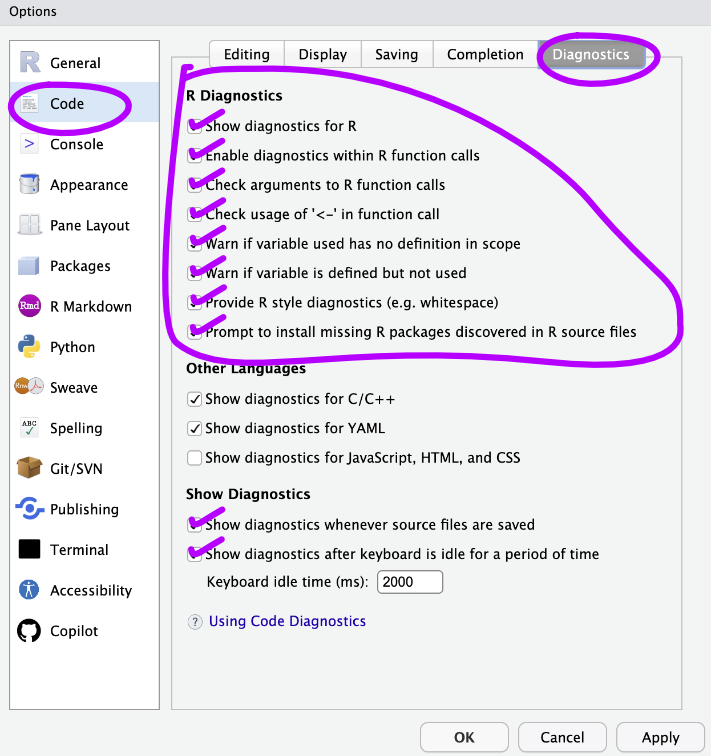 Options
General
Code
Console
Appearance
Pane Layout
Packages
Rmd R Markdown
Python
Rnw Sweave
ABC Spelling
Git/SVN
Publishing
Terminal
Accessibility
Copilot
Editing Display Saving Completion Diagnostics
R Diagnostics
Show diagnostics for R
Enable diagnostics within R function calls
Check arguments to R function calls
Check usage of '<-' in function call
Warn if variable used has no definition in scope
Warn if variable is defined but not used
Provide R style diagnostics (e.g. whitespace)
Prompt to install missing R packages discovered in R source files
Other Languages
Show diagnostics for C/C++
Show diagnostics for YAML
Show diagnostics for JavaScript, HTML, and CSS
Show Diagnostics
Show diagnostics whenever source files are saved
Show diagnostics after keyboard is idle for a period of time
Keyboard idle time (ms): 2000
? Using Code Diagnostics
OK Cancel Apply